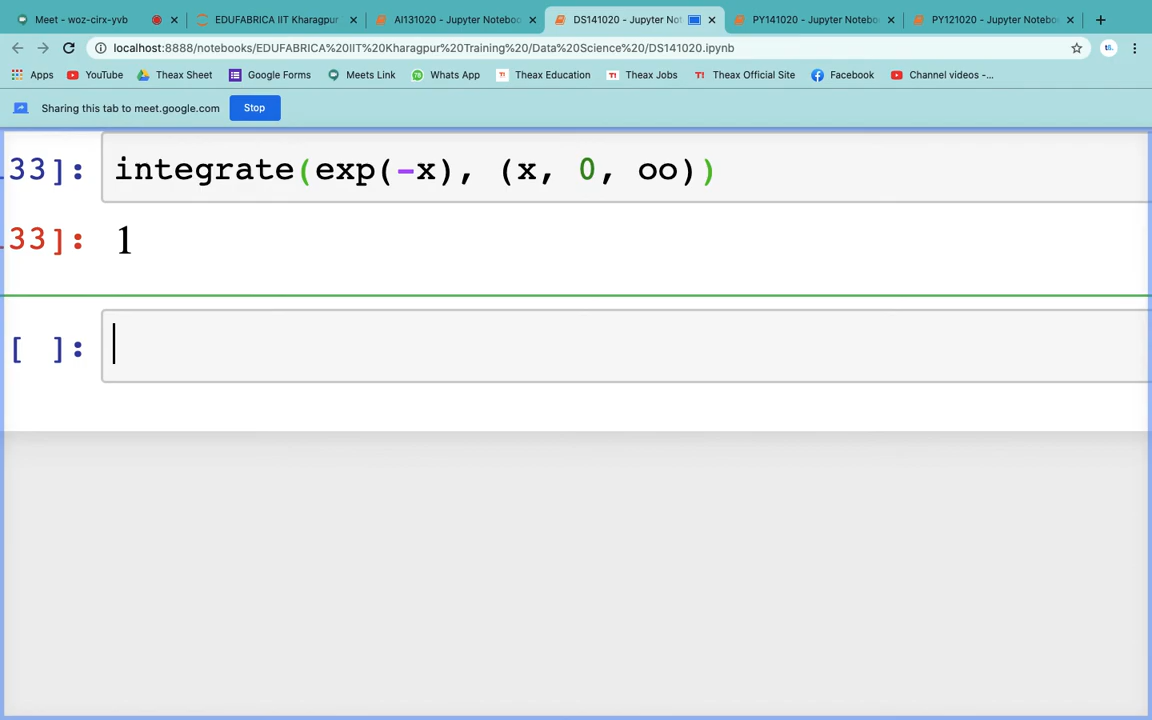 Meet - woz-cirx-yvb
EDUFABRICA IIT Kharagpur
AI131020 - Jupyter Noteboo
DS141020 - Jupyter Not
PY141020 - Jupyter Notebo
PY121020 - Jupyter Notebo
localhost:8888/notebooks/EDUFABRICA%20IIT%20Kharagpur%20Training%20/Data%20Science%20/DS141020.ipynb
t8.
Apps YouTube Theax Sheet Google Forms Meets Link Whats App Theax Education Theax Jobs Theax Official Site Facebook Channel videos -...
Sharing this tab to meet.google.com Stop
33]: integrate(exp(-x), (x, 0, oo))
33]: 1
[ ]: